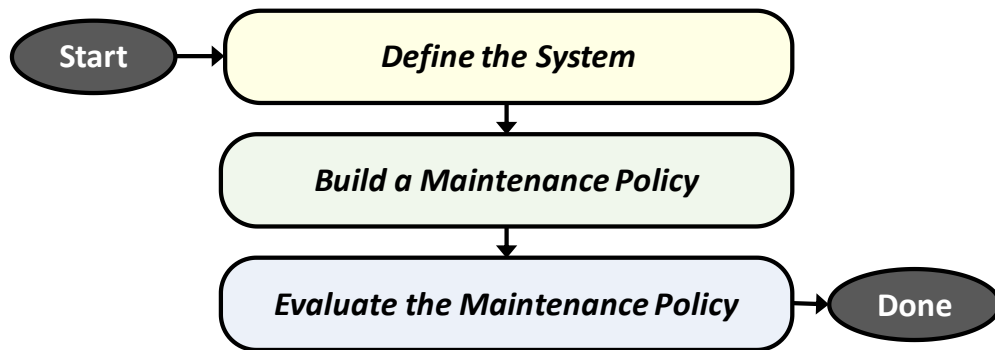 Start
Define the System
Build a Maintenance Policy
Evaluate the Maintenance Policy
Done